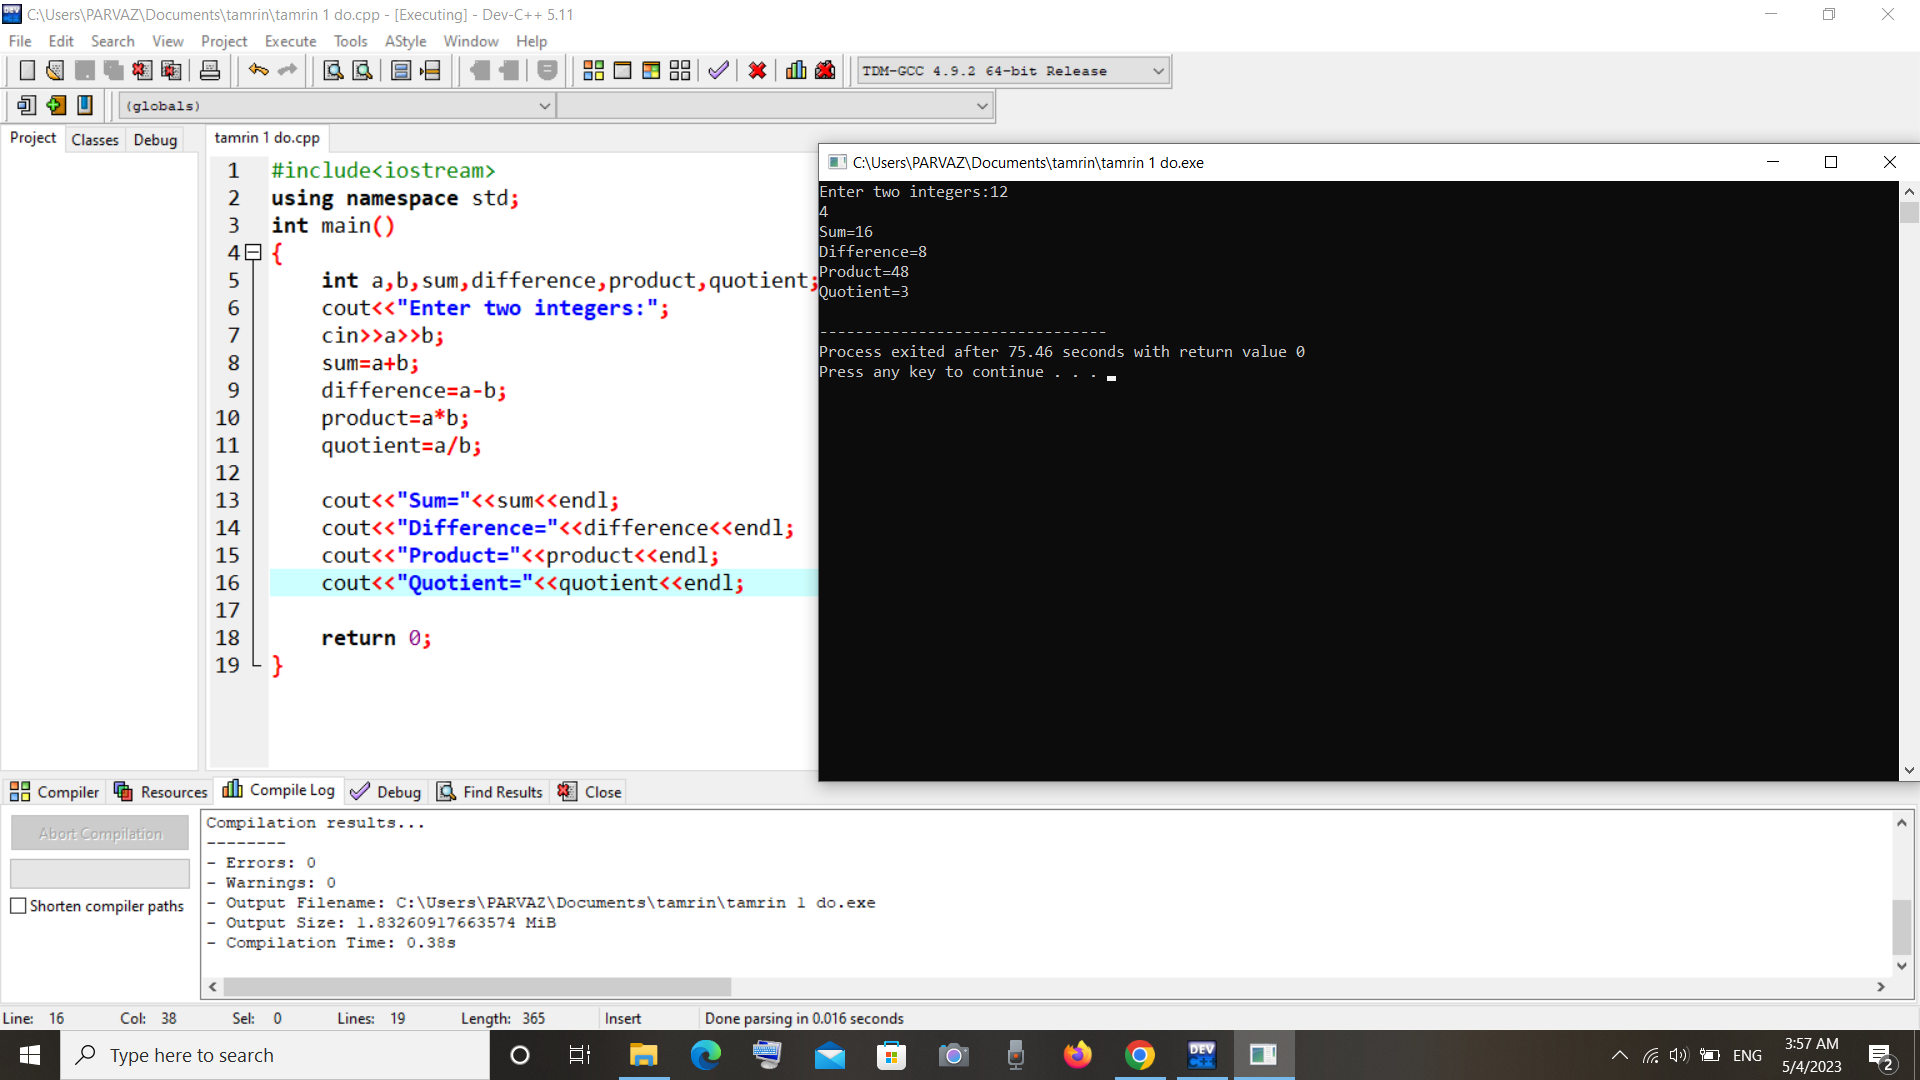 C:\Users\PARVAZ\Documents\tamrin\tamrin 1 do.cpp - [Executing] - Dev-C++ 5.11
File Edit Search View Project Execute Tools AStyle Window Help
TDM-GCC 4.9.2 64-bit Release
(globals)
Project Classes Debug
tamrin 1 do.cpp
1 #include<iostream>
2 using namespace std;
3 int main()
4 {
5 int a,b,sum,difference,product,quotient;
6 cout<<"Enter two integers:";
7 cin>>a>>b;
8 sum=a+b;
9 difference=a-b;
10 product=a*b;
11 quotient=a/b;
12
13 cout<<"Sum="<<sum<<endl;
14 cout<<"Difference="<<difference<<endl;
15 cout<<"Product="<<product<<endl;
16 cout<<"Quotient="<<quotient<<endl;
17
18 return 0;
19 }
C:\Users\PARVAZ\Documents\tamrin\tamrin 1 do.exe
Enter two integers:12
4
Sum=16
Difference=8
Product=48
Quotient=3
--------------------------------
Process exited after 75.46 seconds with return value 0
Press any key to continue . . .
Compiler Resources Compile Log Debug Find Results Close
Abort Compilation
Shorten compiler paths
Compilation results...
--------
- Errors: 0
- Warnings: 0
- Output Filename: C:\Users\PARVAZ\Documents\tamrin\tamrin 1 do.exe
- Output Size: 1.83260917663574 MiB
- Compilation Time: 0.38s
Line: 16 Col: 38 Sel: 0 Lines: 19 Length: 365 Insert Done parsing in 0.016 seconds
Type here to search
DEV
ENG
3:57 AM
5/4/2023
2